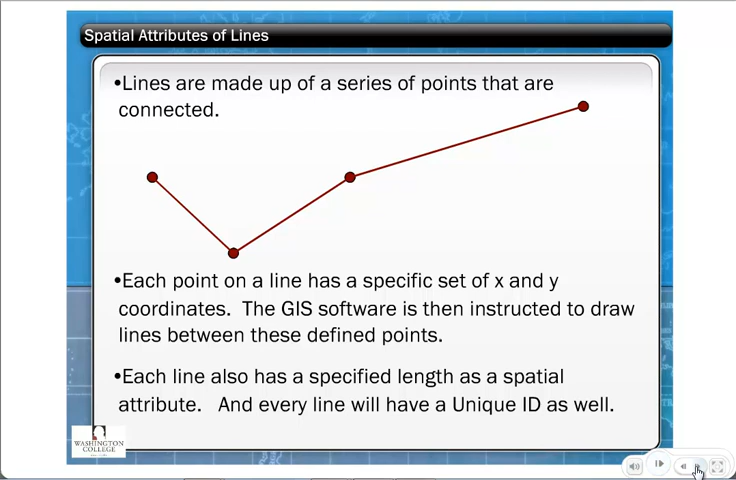 Spatial Attributes of Lines
•Lines are made up of a series of points that are
connected.
•Each point on a line has a specific set of x and y
coordinates. The GIS software is then instructed to draw
lines between these defined points.
•Each line also has a specified length as a spatial
attribute. And every line will have a Unique ID as well.
WASHINGTON
COLLEGE